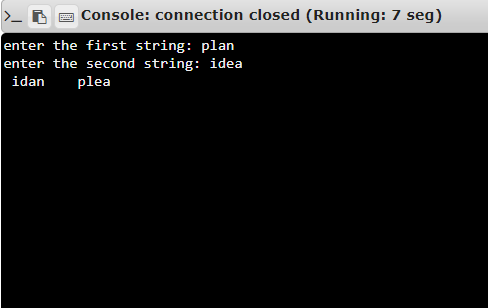 >_ Console: connection closed (Running: 7 seg)
enter the first string: plan
enter the second string: idea
idan    plea